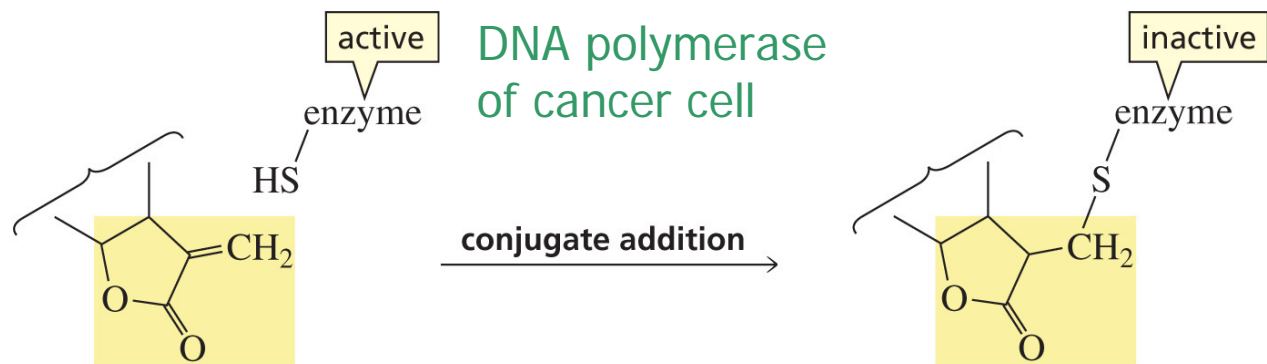 active
DNA polymerase
of cancer cell
enzyme
HS
CH₂
O
O
conjugate addition
inactive
enzyme
S
CH₂
O
O